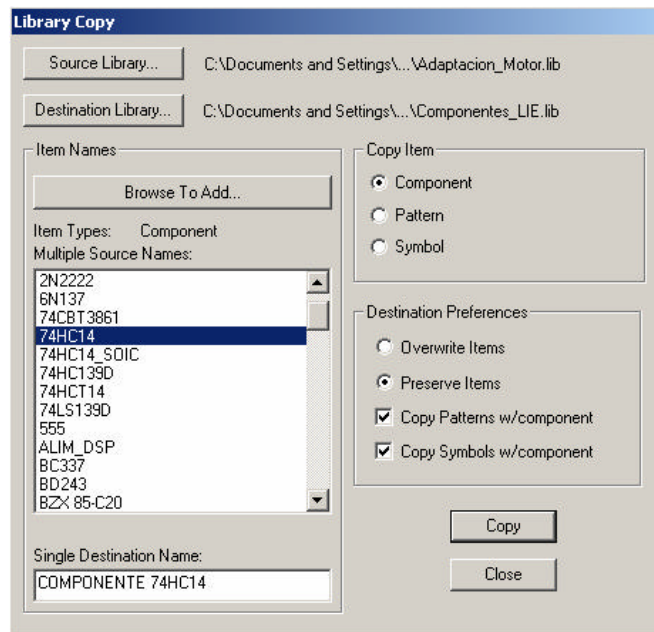 Library Copy
Source Library... C:\Documents and Settings\...\Adaptacion_Motor.lib
Destination Library... C:\Documents and Settings\...\Componentes_LIE.lib
Item Names
Browse To Add...
Item Types: Component
Multiple Source Names:
2N2222
6N137
74CBT3861
74HC14
74HC14_SOIC
74HC139D
74HCT14
74LS139D
555
ALIM_DSP
BC337
BD243
BZX 85-C20
Single Destination Name:
COMPONENTE 74HC14
Copy Item
Component
Pattern
Symbol
Destination Preferences
Overwrite Items
Preserve Items
Copy Patterns w/component
Copy Symbols w/component
Copy
Close